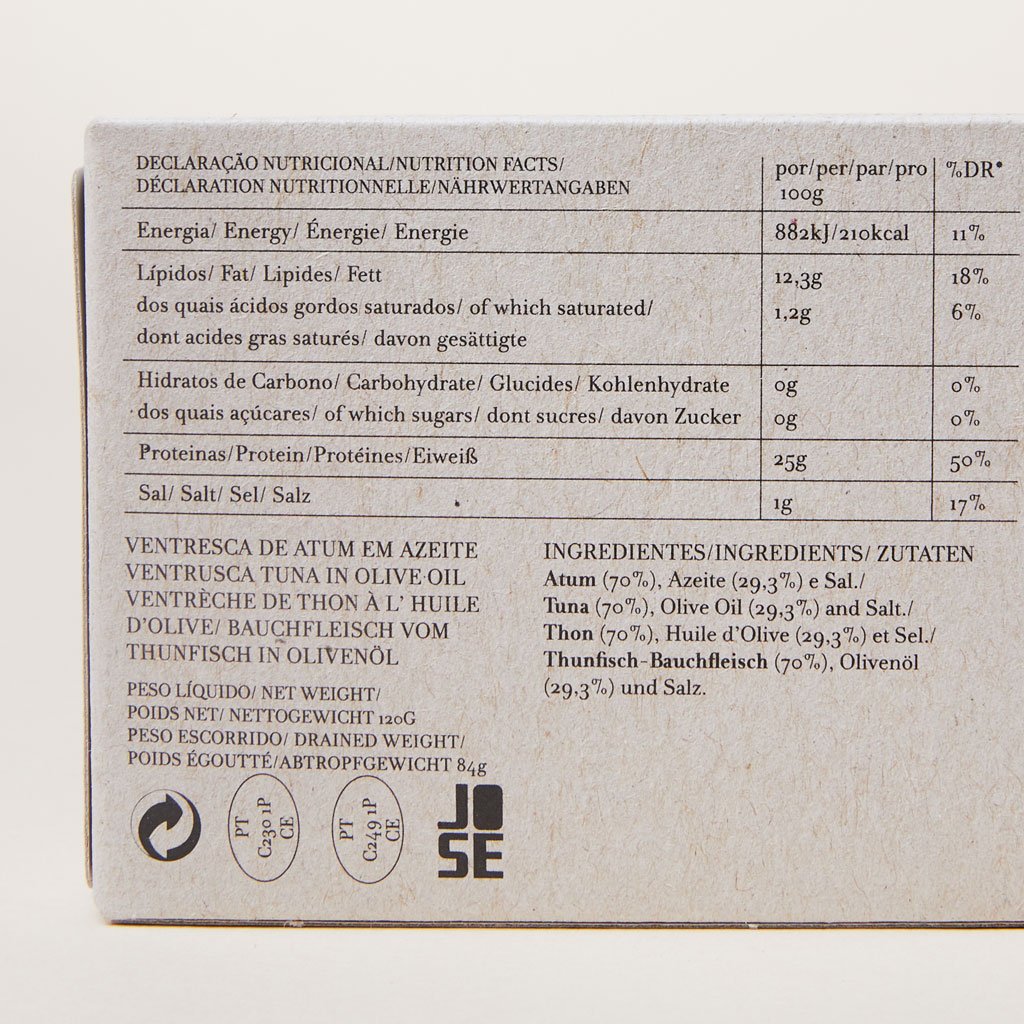 DECLARAÇÃO NUTRICIONAL/NUTRITION FACTS/
DÉCLARATION NUTRITIONNELLE/NÄHRWERTANGABEN
por/per/par/pro
100g
%DR*
Energia/ Energy/ Énergie/ Energie 882kJ/210kcal 11%
Lípidos/ Fat/ Lipides/ Fett 12,3g 18%
dos quais ácidos gordos saturados/ of which saturated/ 1,2g 6%
dont acides gras saturés/ davon gesättigte
Hidratos de Carbono/ Carbohydrate/ Glucides/ Kohlenhydrate 0g 0%
dos quais açúcares/ of which sugars/ dont sucres/ davon Zucker 0g 0%
Proteinas/Protein/Protéines/Eiweiß 25g 50%
Sal/ Salt/ Sel/ Salz 1g 17%
VENTRESCA DE ATUM EM AZEITE
VENTRUSCA TUNA IN OLIVE OIL
VENTRÈCHE DE THON À L' HUILE
D'OLIVE/ BAUCHFLEISCH VOM
THUNFISCH IN OLIVENÖL
PESO LÍQUIDO/ NET WEIGHT/
POIDS NET/ NETTOGEWICHT 120G
PESO ESCORRIDO/ DRAINED WEIGHT/
POIDS ÉGOUTTÉ/ABTROPFGEWICHT 84g
INGREDIENTES/INGREDIENTS/ ZUTATEN
Atum (70%), Azeite (29,3%) e Sal./
Tuna (70%), Olive Oil (29,3%) and Salt./
Thon (70%), Huile d'Olive (29,3%) et Sel./
Thunfisch-Bauchfleisch (70%), Olivenöl
(29,3%) und Salz.
PT
C230 1P
CE
PT
C249 1P
CE
JO
SE